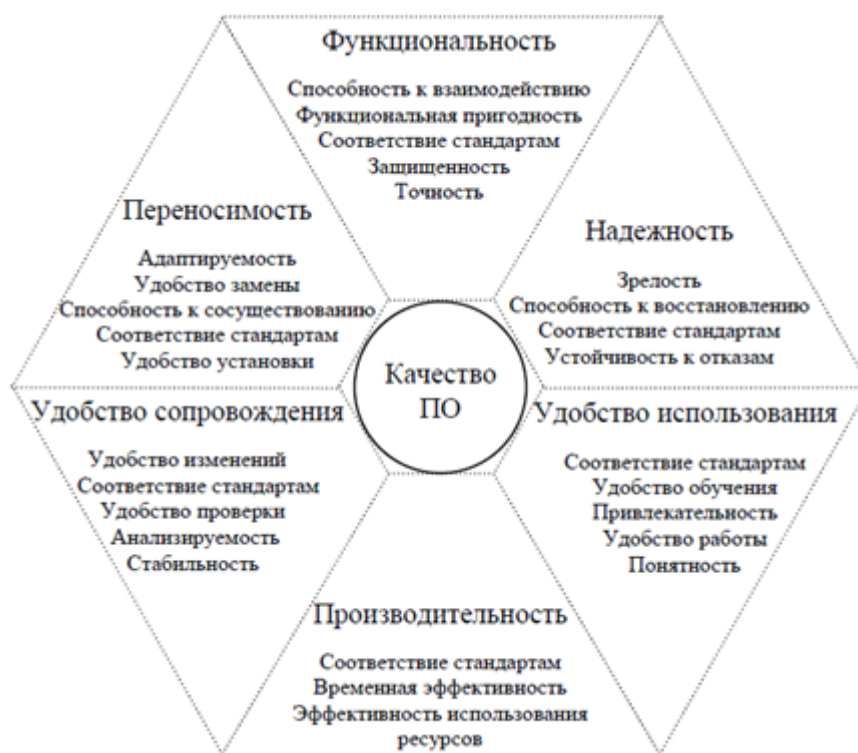 Функциональность
Способность к взаимодействию
Функциональная пригодность
Соответствие стандартам
Защищенность
Точность
Переносимость
Адаптируемость
Удобство замены
Способность к сосуществованию
Соответствие стандартам
Удобство установки
Надежность
Зрелость
Способность к восстановлению
Соответствие стандартам
Устойчивость к отказам
Качество
ПО
Удобство сопровождения
Удобство изменений
Соответствие стандартам
Удобство проверки
Анализируемость
Стабильность
Удобство использования
Соответствие стандартам
Удобство обучения
Привлекательность
Удобство работы
Понятность
Производительность
Соответствие стандартам
Временная эффективность
Эффективность использования
ресурсов